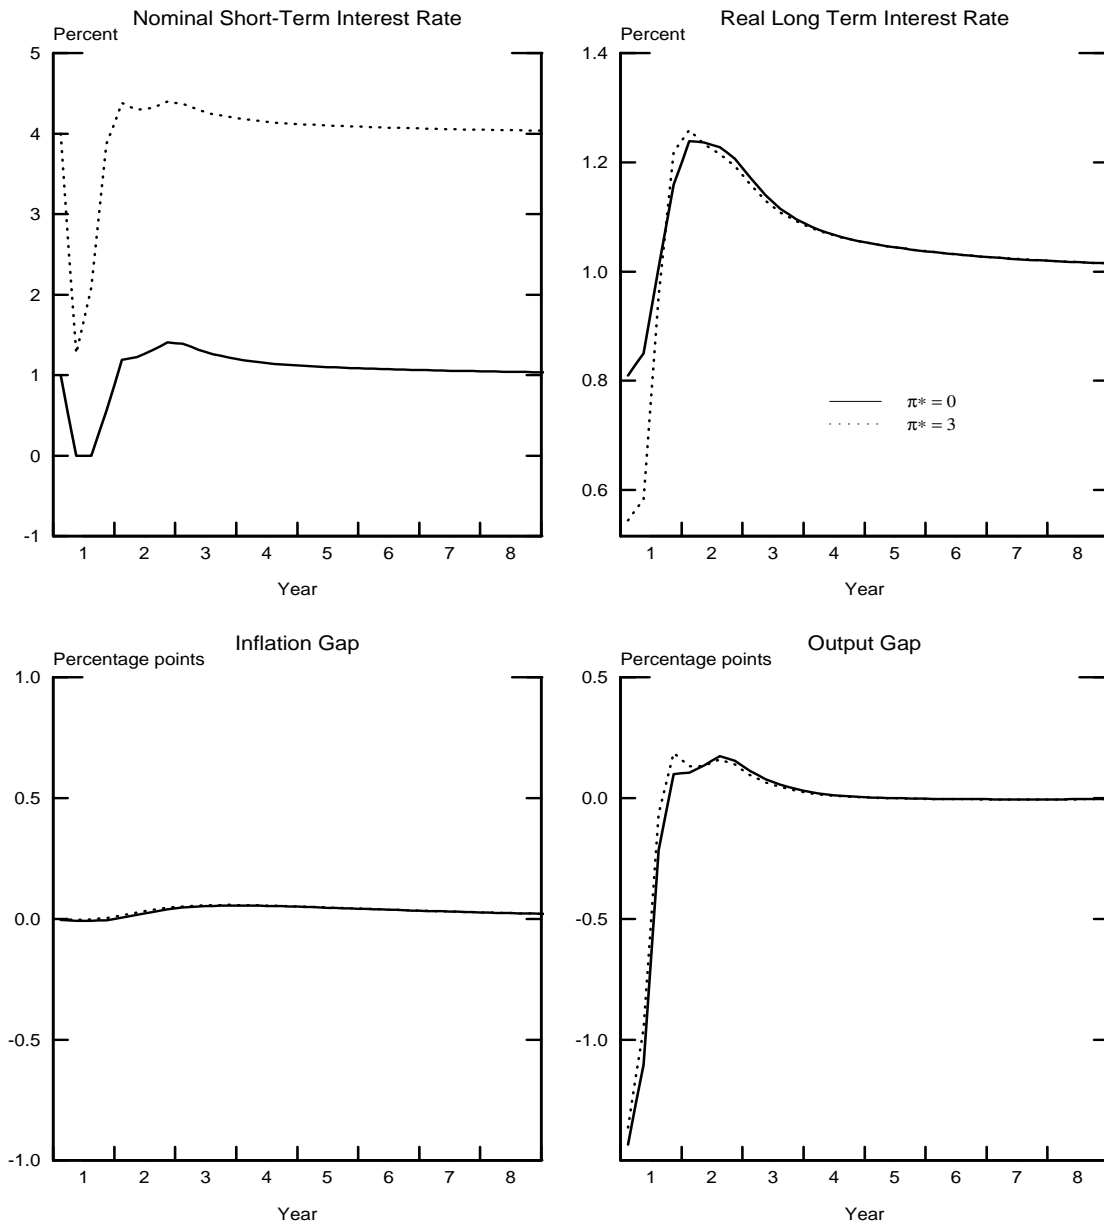 Nominal Short-Term Interest Rate
Percent
5
4
3
2
1
0
-1
1 2 3 4 5 6 7 8
Year
Real Long Term Interest Rate
Percent
1.4
1.2
1.0
0.8
0.6
π* = 0
π* = 3
1 2 3 4 5 6 7 8
Year
Inflation Gap
Percentage points
1.0
0.5
0.0
-0.5
-1.0
1 2 3 4 5 6 7 8
Year
Output Gap
Percentage points
0.5
0.0
-0.5
-1.0
1 2 3 4 5 6 7 8
Year